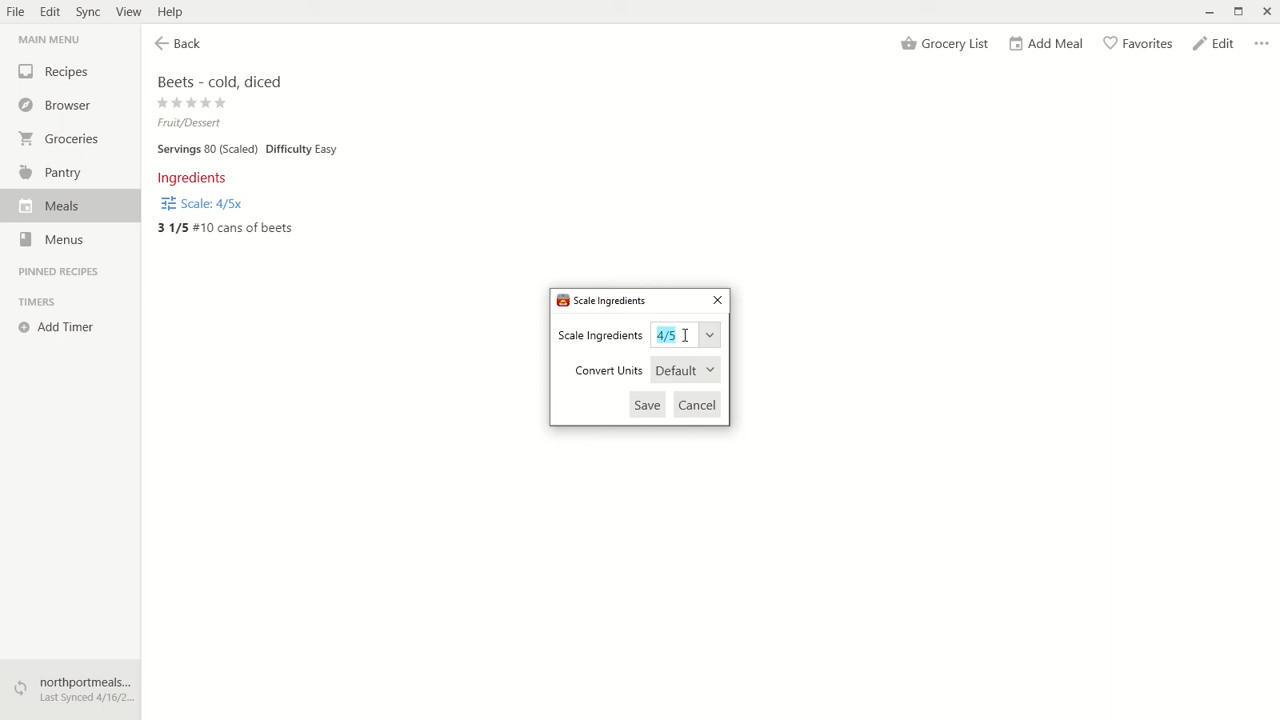 File Edit Sync View Help
MAIN MENU
Recipes
Browser
Groceries
Pantry
Meals
Menus
PINNED RECIPES
TIMERS
Add Timer
northportmeals...
Last Synced 4/16/2...
Back
Grocery List Add Meal Favorites Edit
Beets - cold, diced
Fruit/Dessert
Servings 80 (Scaled) Difficulty Easy
Ingredients
Scale: 4/5x
3 1/5 #10 cans of beets
Scale Ingredients
Scale Ingredients 4/5
Convert Units Default
Save Cancel